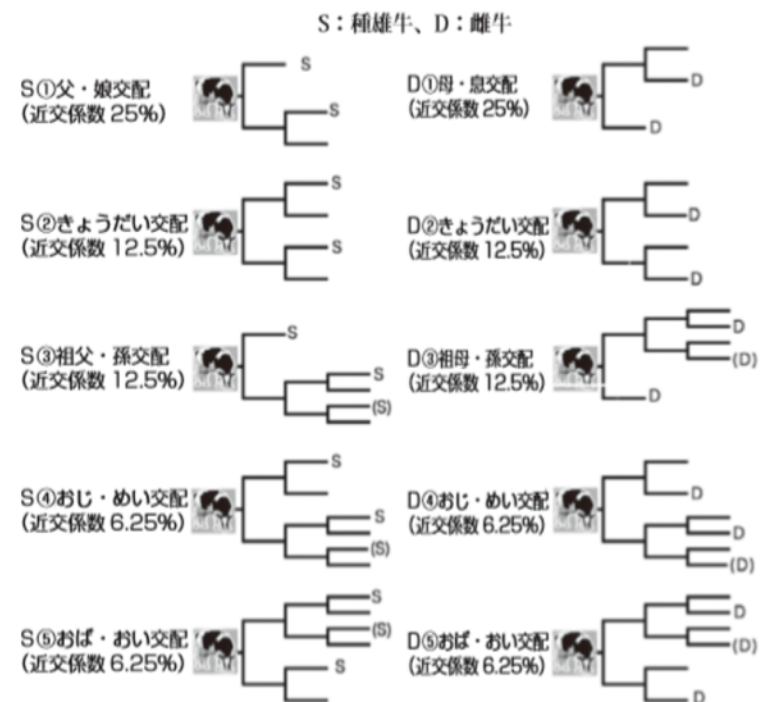 S：種雄牛、D：雌牛
S①父・娘交配
(近交係数 25%)
S
S
D①母・息交配
(近交係数 25%)
D
D
S②きょうだい交配
(近交係数 12.5%)
S
S
D②きょうだい交配
(近交係数 12.5%)
D
D
S③祖父・孫交配
(近交係数 12.5%)
S
S
(S)
D③祖母・孫交配
(近交係数 12.5%)
D
(D)
D
S④おじ・めい交配
(近交係数 6.25%)
S
S
(S)
D④おじ・めい交配
(近交係数 6.25%)
D
D
(D)
S⑤おば・おい交配
(近交係数 6.25%)
S
(S)
S
D⑤おば・おい交配
(近交係数 6.25%)
D
(D)
D